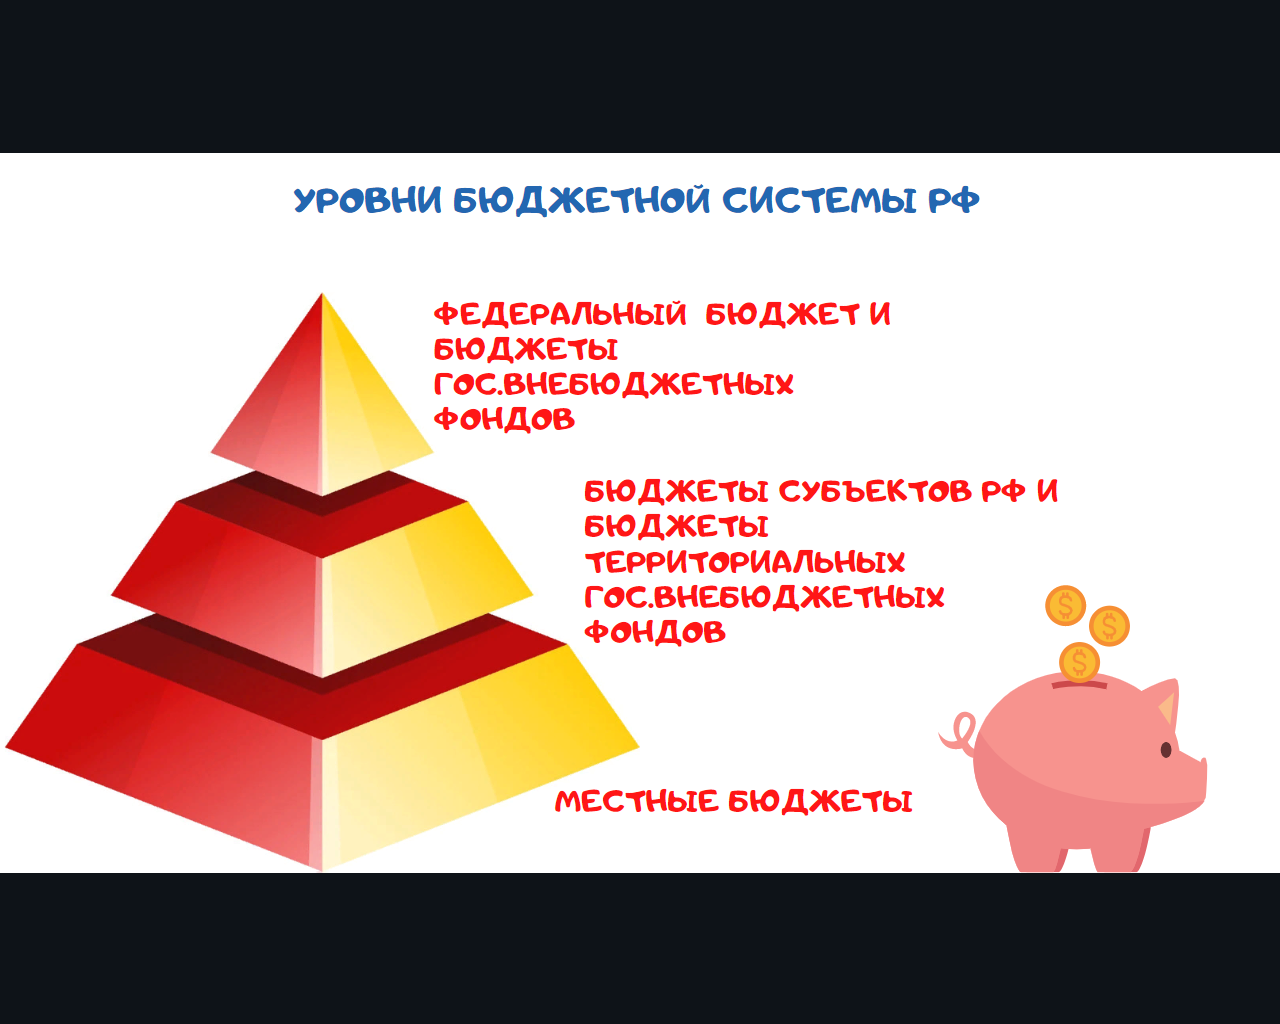 УРОВНИ БЮДЖЕТНОЙ СИСТЕМЫ РФ
ФЕДЕРАЛЬНЫЙ БЮДЖЕТ И
БЮДЖЕТЫ
ГОС.ВНЕБЮДЖЕТНЫХ
ФОНДОВ
БЮДЖЕТЫ СУБЪЕКТОВ РФ И
БЮДЖЕТЫ
ТЕРРИТОРИАЛЬНЫХ
ГОС.ВНЕБЮДЖЕТНЫХ
ФОНДОВ
МЕСТНЫЕ БЮДЖЕТЫ